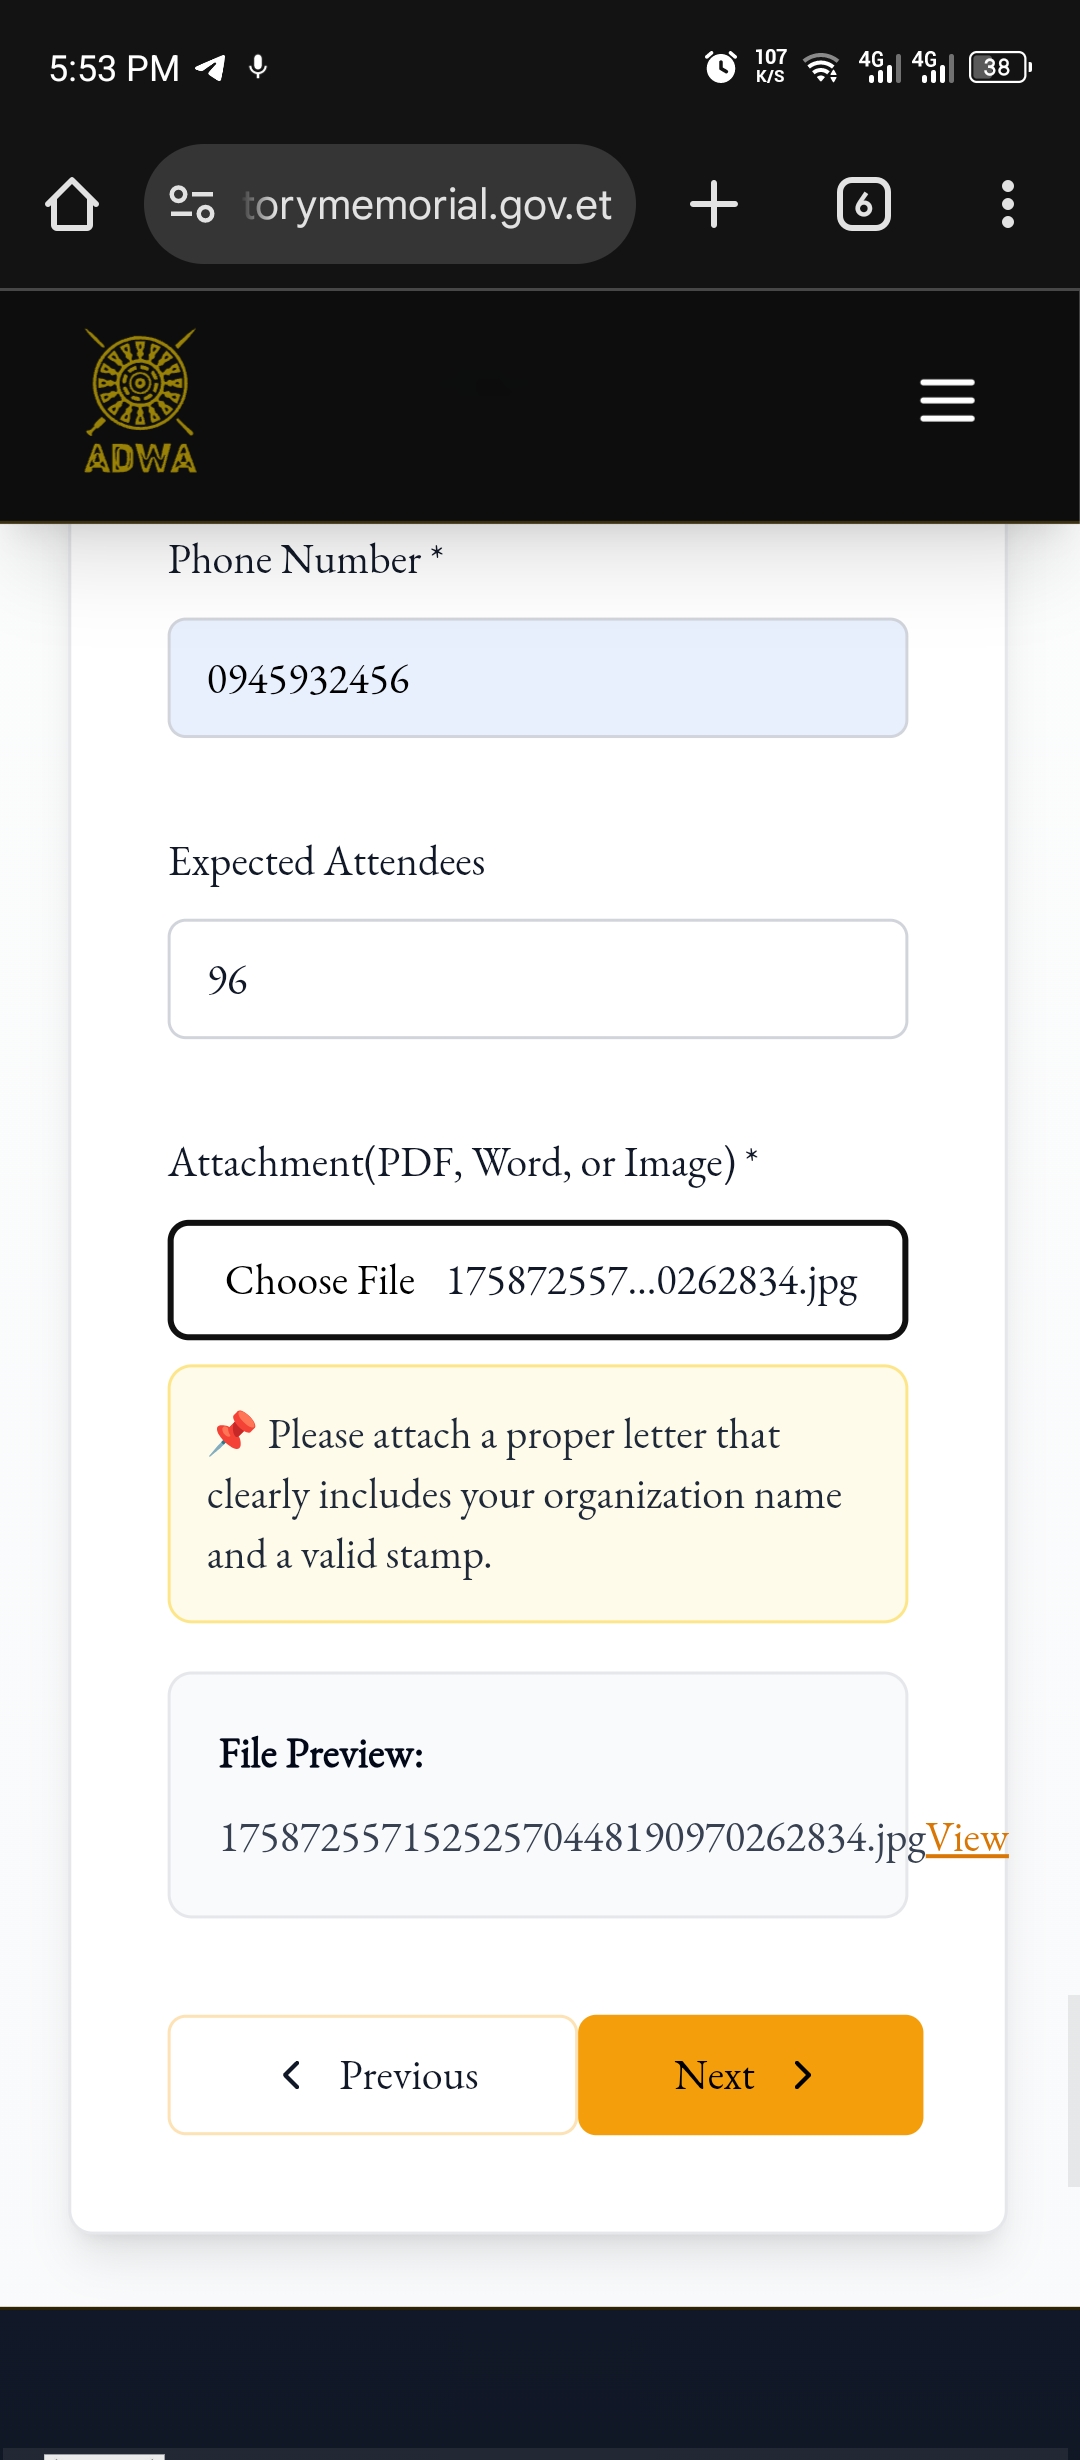 5:53 PM
107
K/S
4G
4G
38
torymemorial.gov.et
6
ADWA
Phone Number *
0945932456
Expected Attendees
96
Attachment(PDF, Word, or Image) *
Choose File 175872557...0262834.jpg
📌 Please attach a proper letter that
clearly includes your organization name
and a valid stamp.
File Preview:
17587255715252570448190970262834.jpgView
Previous
Next